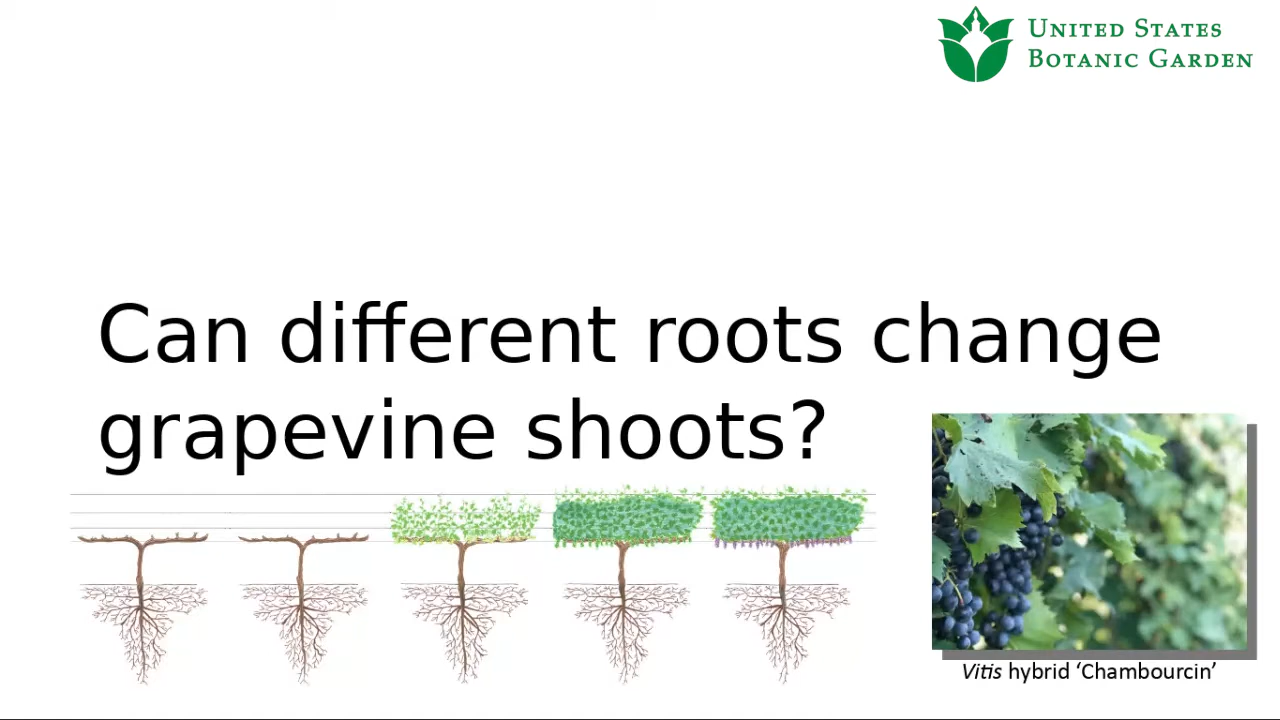 United States
Botanic Garden
Can different roots change
grapevine shoots?
Vitis hybrid ‘Chambourcin’